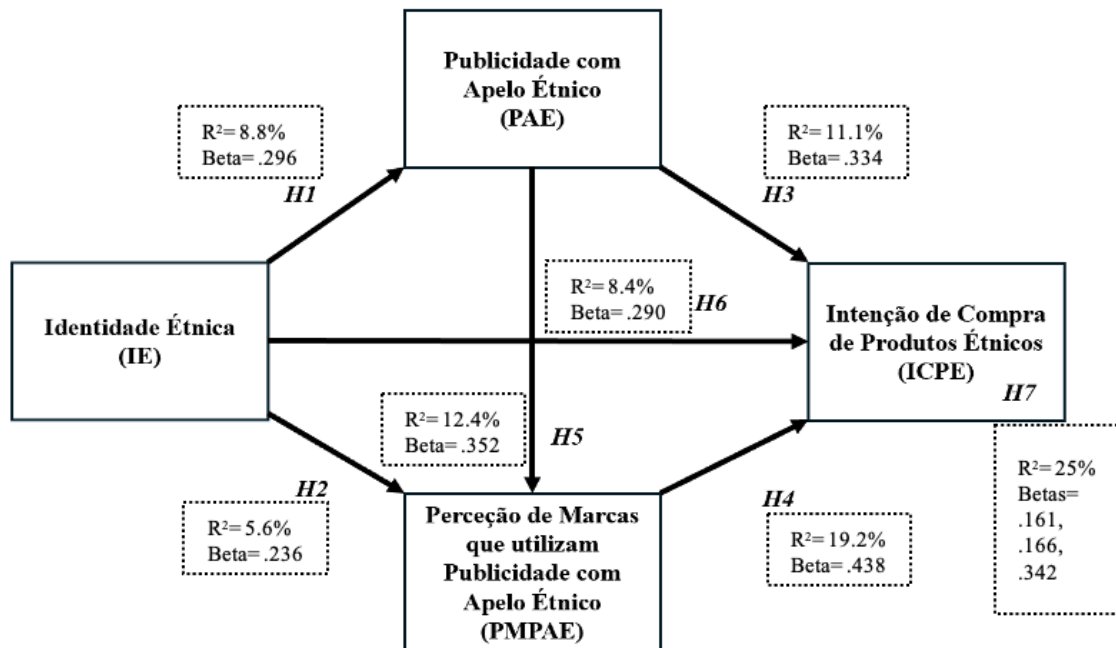 Publicidade com
Apelo Étnico
(PAE)
R²= 8.8%
Beta= .296
H1
R²= 11.1%
Beta= .334
H3
Identidade Étnica
(IE)
R²= 8.4%
Beta= .290
H6
Intenção de Compra
de Produtos Étnicos
(ICPE)
H7
R²= 12.4%
Beta= .352
H5
H2
R²= 5.6%
Beta= .236
Perceção de Marcas
que utilizam
Publicidade com
Apelo Étnico
(PMPAE)
H4
R²= 19.2%
Beta= .438
R²= 25%
Betas=
.161,
.166,
.342